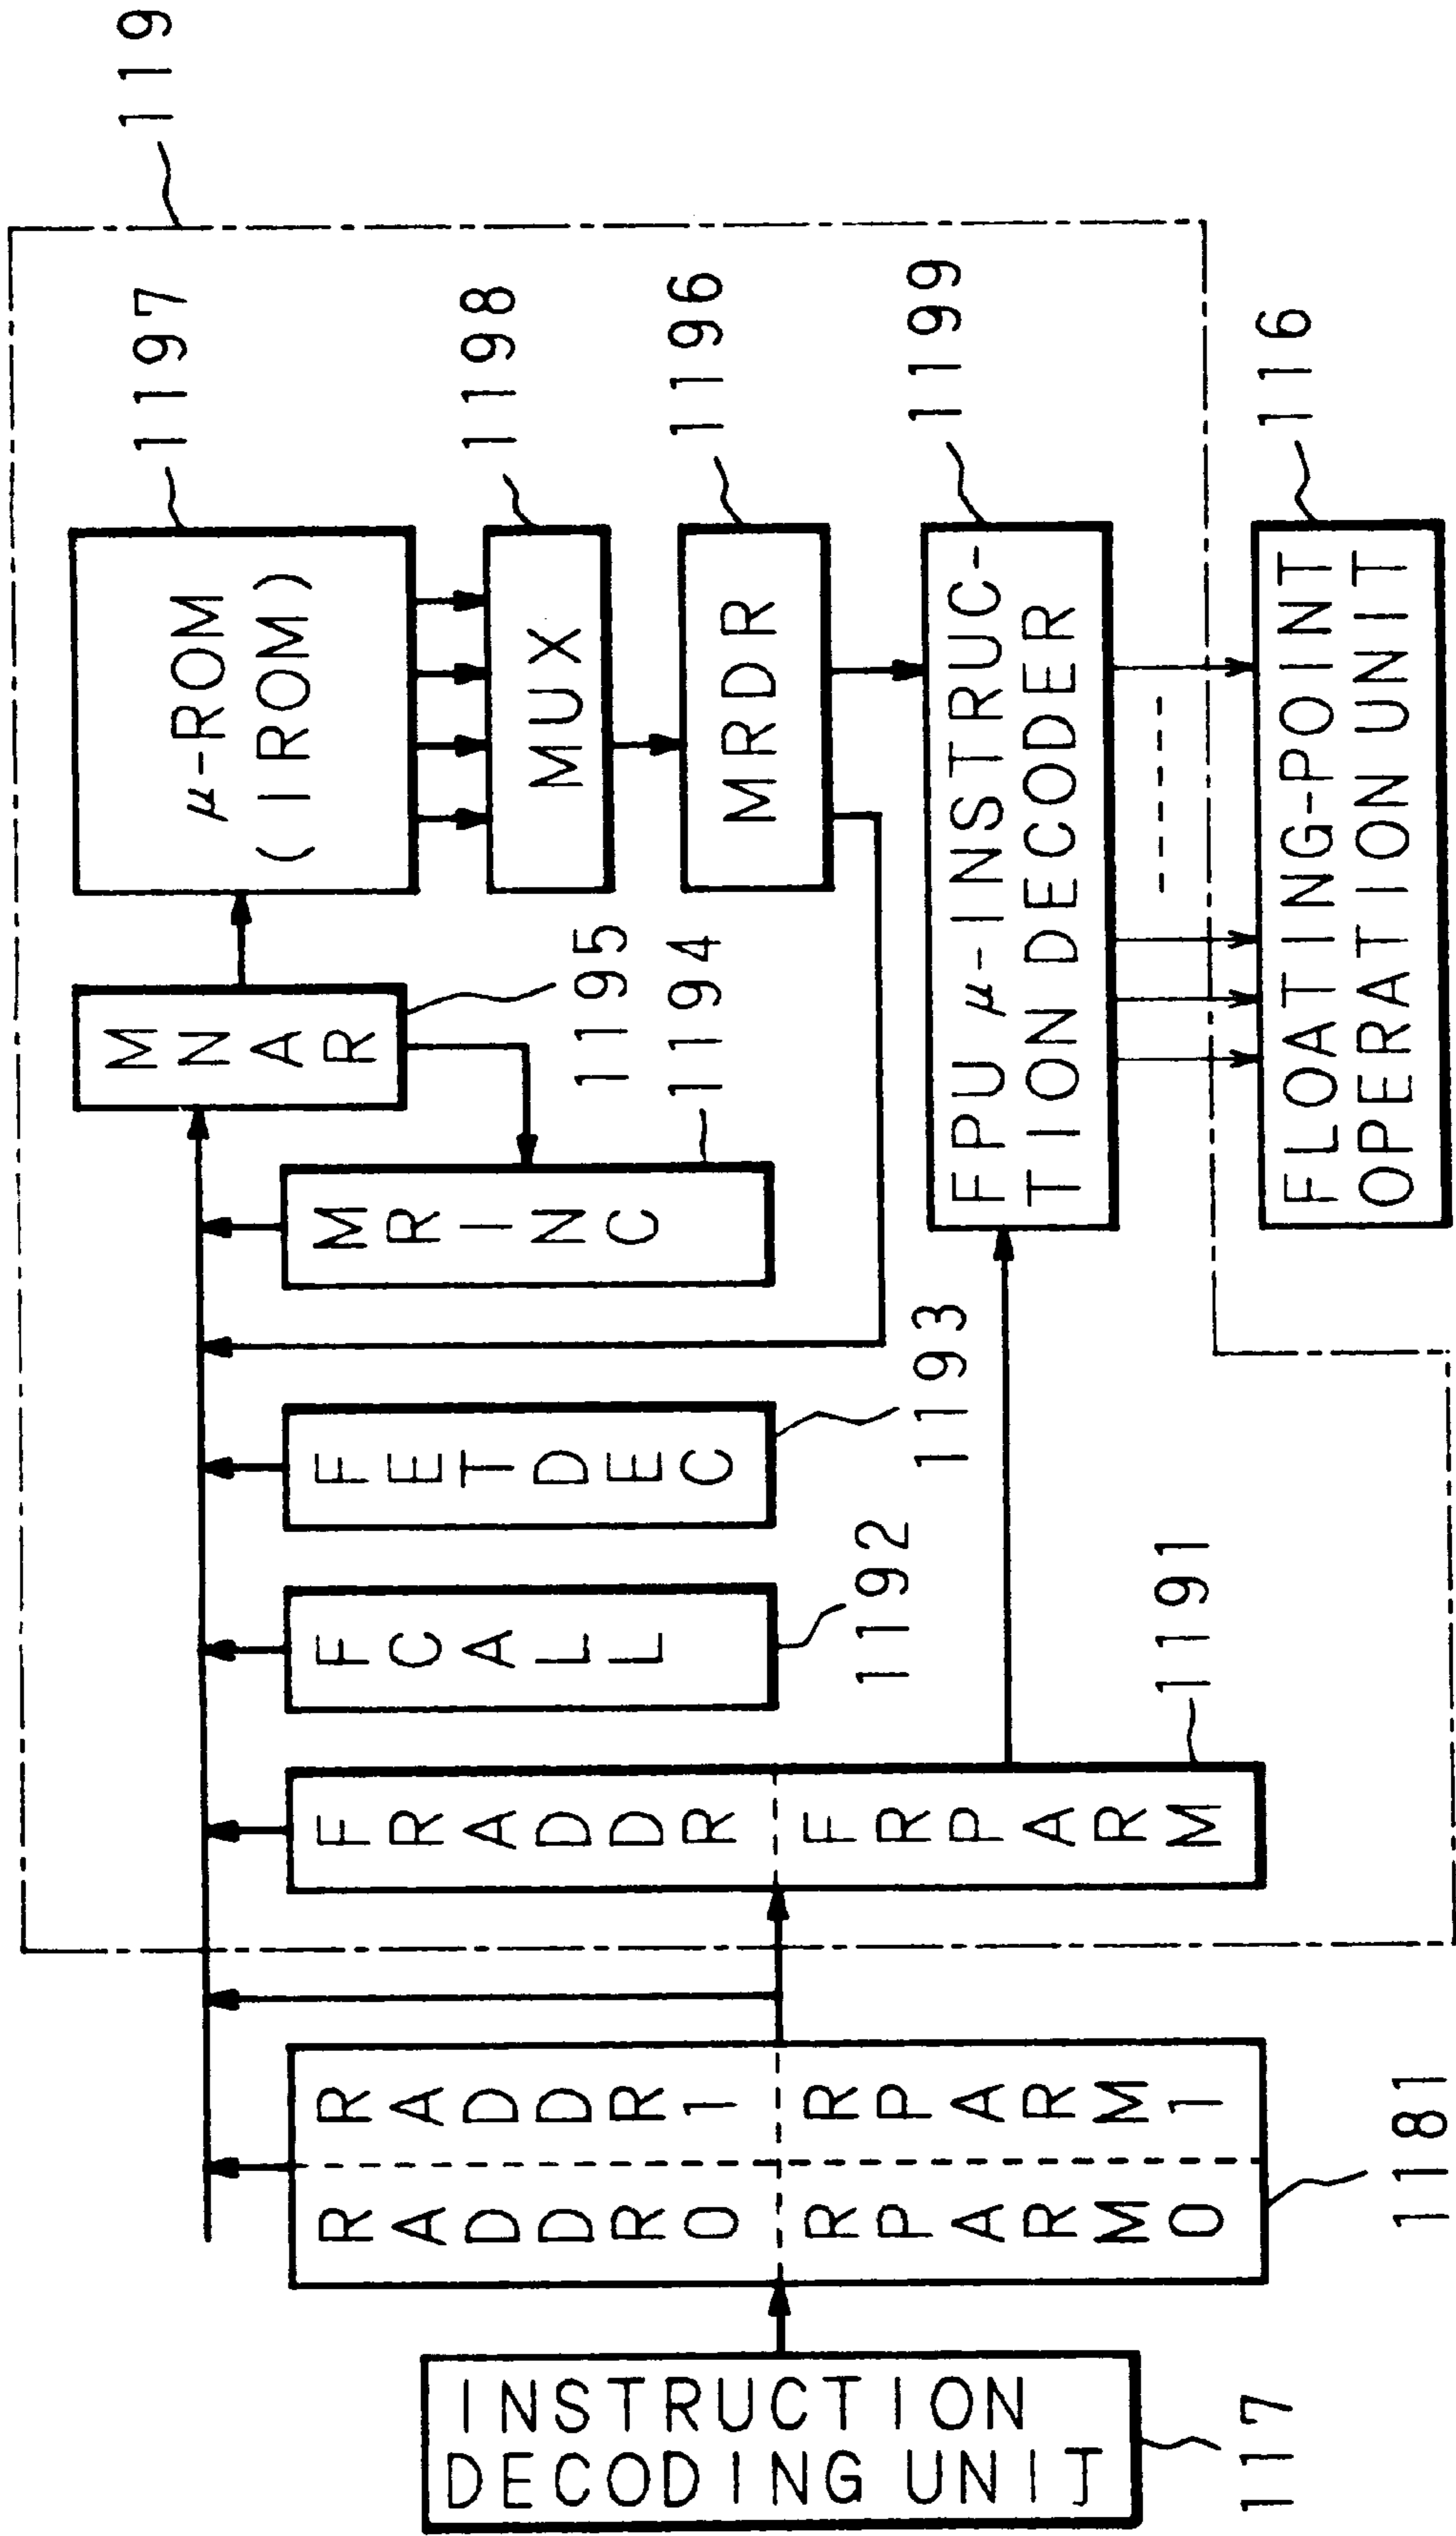 119
1197
μ-ROM
(IROM)
1198
MUX
1196
MRDR
1199
FPU μ-INSTRUC-
TION DECODER
116
FLOATING-POINT
OPERATION UNIT
MNAR
1195
MRINC
1194
FETDEC
1193
FCALL
1192
FRADDR
FRPARM
1191
RADDR1
RPARM1
RADDR0
RPARM0
1181
INSTRUCTION
DECODING UNIT
117